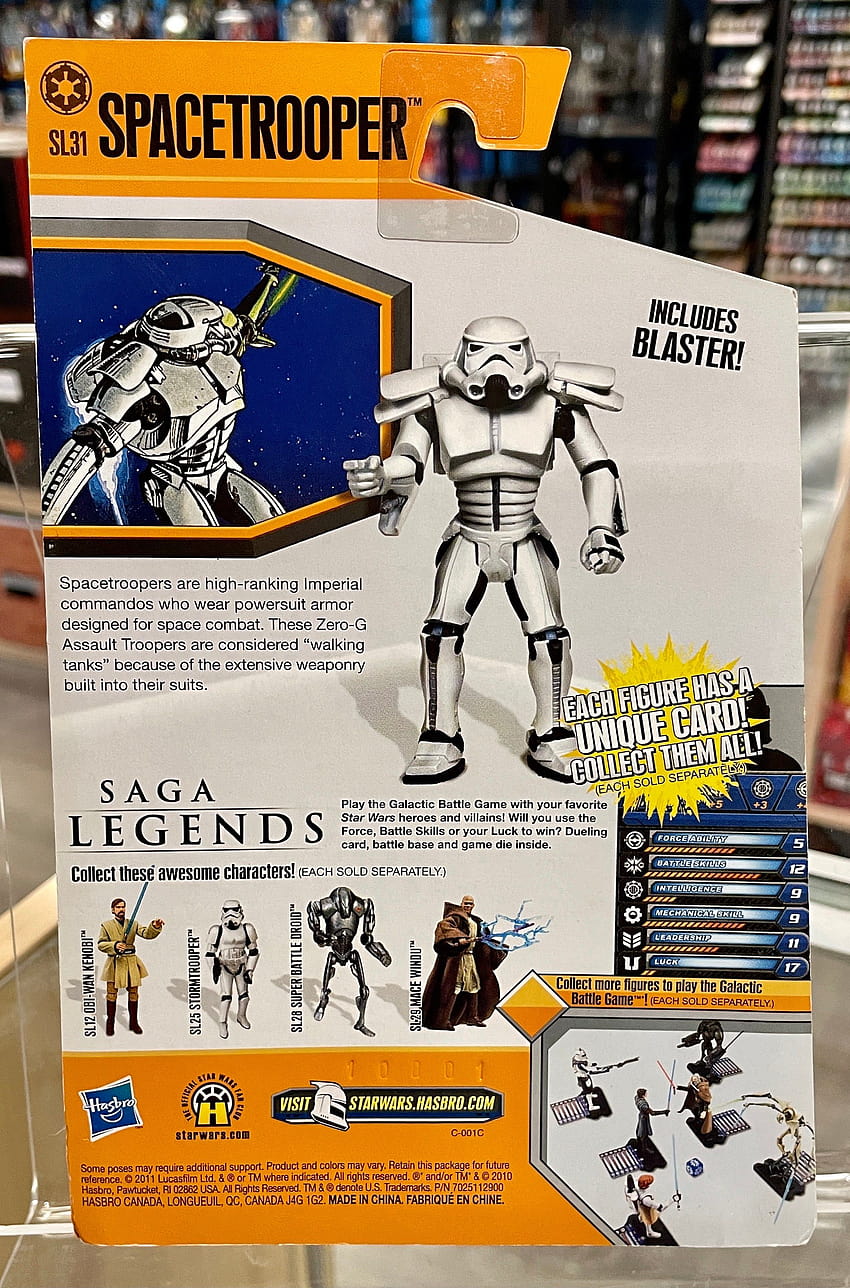 SL31 SPACETROOPER™
INCLUDES
BLASTER!
Spacetroopers are high-ranking Imperial
commandos who wear powersuit armor
designed for space combat. These Zero-G
Assault Troopers are considered “walking
tanks” because of the extensive weaponry
built into their suits.
EACH FIGURE HAS A
UNIQUE CARD!
COLLECT THEM ALL!
(EACH SOLD SEPARATELY)
-5 +3
FORCE ABILITY 5
BATTLE SKILLS 12
INTELLIGENCE 9
MECHANICAL SKILL 9
LEADERSHIP 11
LUCK 17
SAGA
LEGENDS
Play the Galactic Battle Game with your favorite
Star Wars heroes and villains! Will you use the
Force, Battle Skills or your Luck to win? Dueling
card, battle base and game die inside.
Collect these awesome characters! (EACH SOLD SEPARATELY.)
SL12 OBI-WAN KENOBI™
SL25 STORMTROOPER™
SL28 SUPER BATTLE DROID™
SL29 MACE WINDU™
Collect more figures to play the Galactic
Battle Game™! (EACH SOLD SEPARATELY.)
Hasbro
THE OFFICIAL STAR WARS FAN CLUB
H
starwars.com
10801
VISIT STARWARS.HASBRO.COM
C-001C
Some poses may require additional support. Product and colors may vary. Retain this package for future
reference. © 2011 Lucasfilm Ltd. & ® or TM where indicated. All rights reserved. ®* and/or TM* & © 2010
Hasbro, Pawtucket, RI 02862 USA. All Rights Reserved. TM & ® denote U.S. Trademarks. P/N 7025112900
HASBRO CANADA, LONGUEUIL, QC, CANADA J4G 1G2. MADE IN CHINA. FABRIQUÉ EN CHINE.